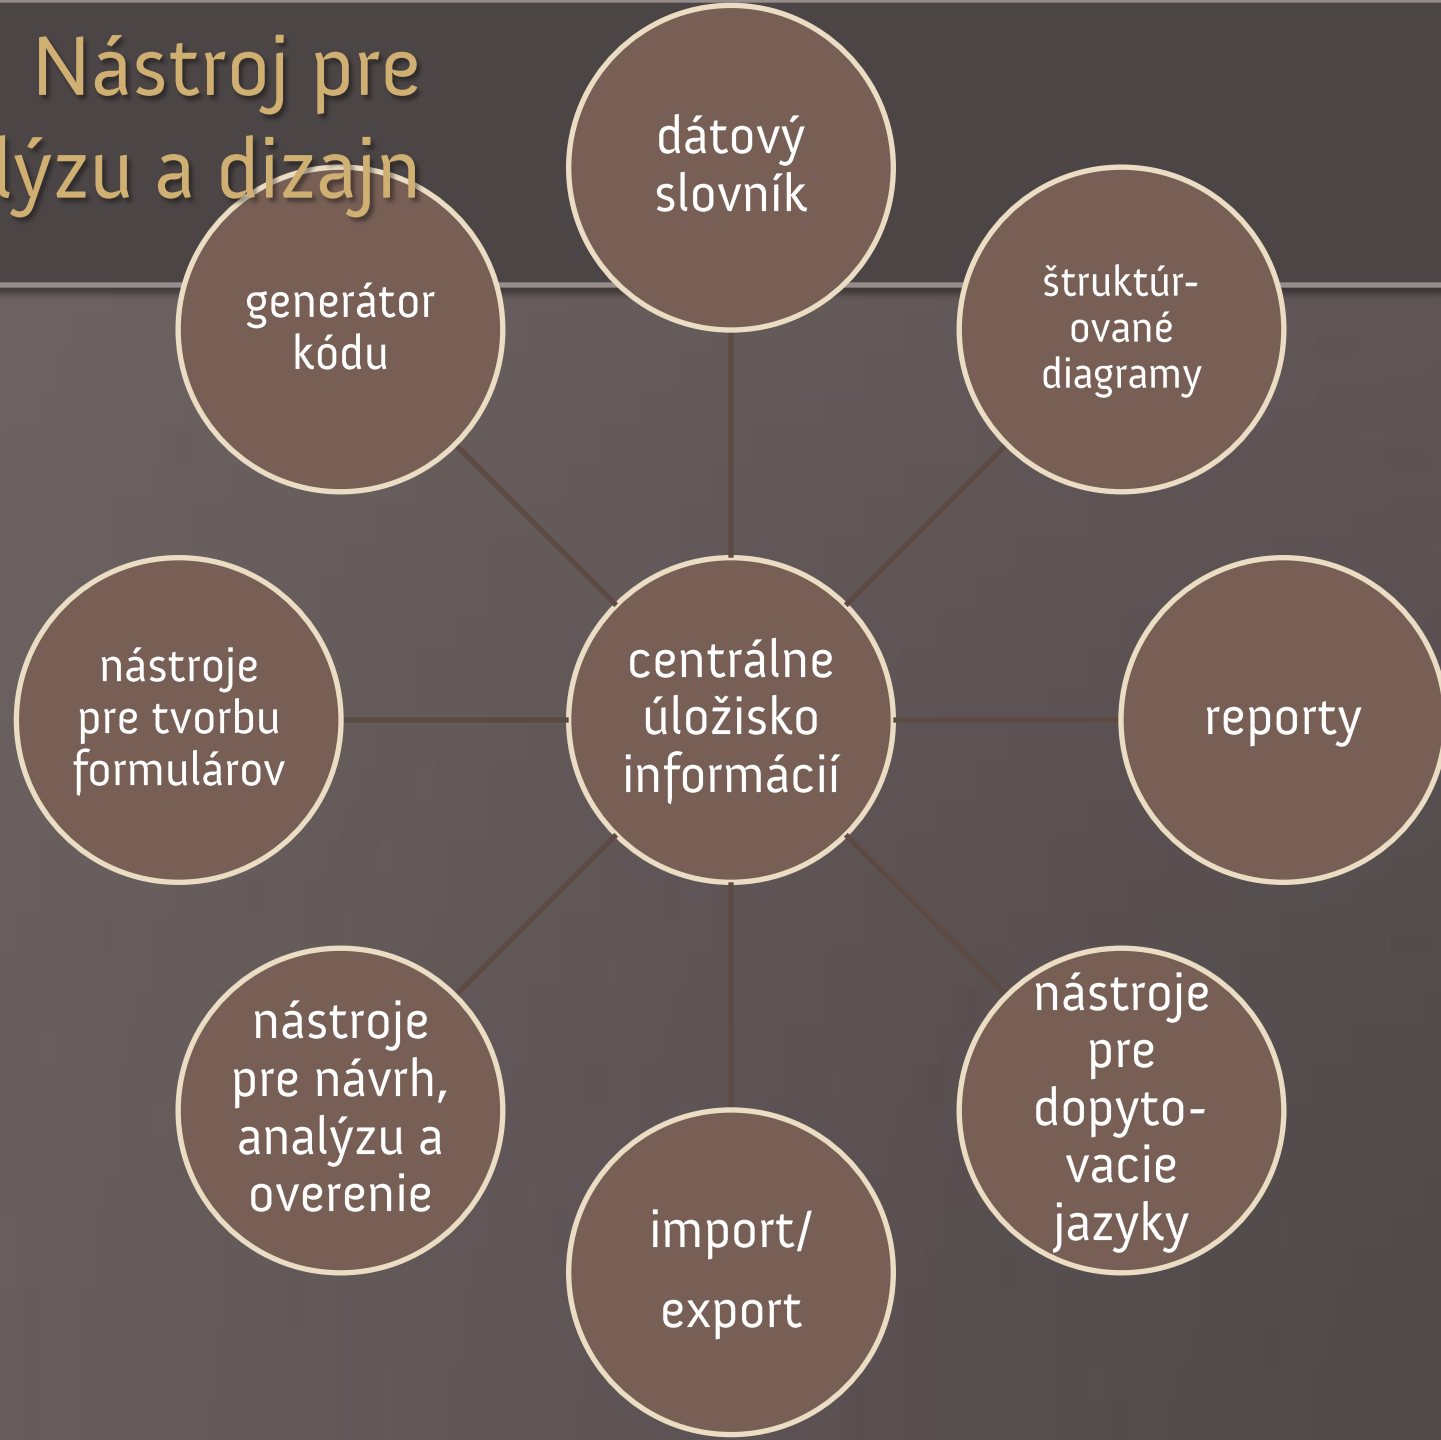 Nástroj pre
lýzu a dizajn
dátový
slovník
štruktúr-
ované
diagramy
reporty
nástroje
pre
dopyto-
vacie
jazyky
import/
export
nástroje
pre návrh,
analýzu a
overenie
nástroje
pre tvorbu
formulárov
generátor
kódu
centrálne
úložisko
informácií